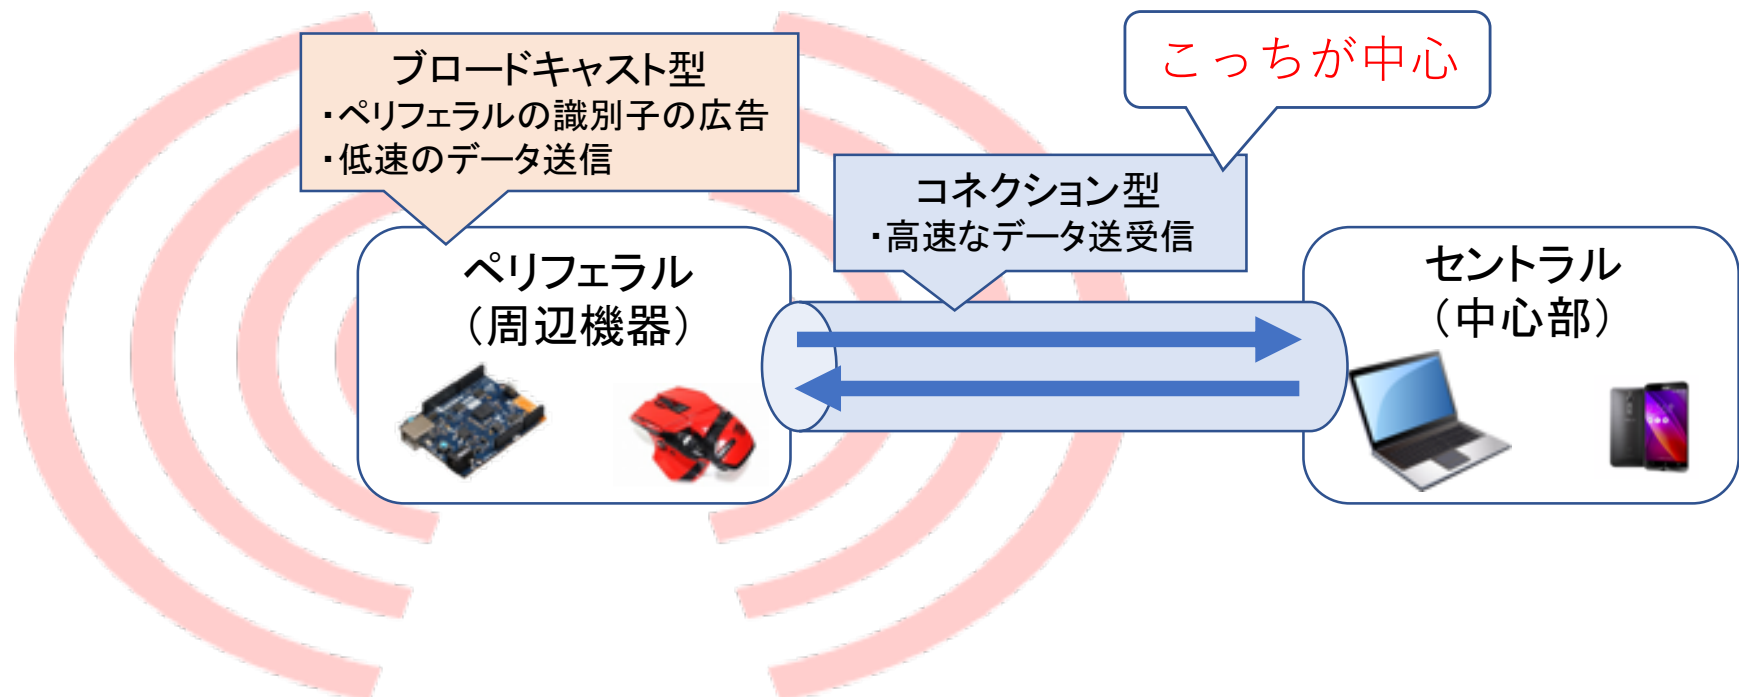 ブロードキャスト型
・ペリフェラルの識別子の広告
・低速のデータ送信
こっちが中心
コネクション型
・高速なデータ送受信
ペリフェラル
（周辺機器）
セントラル
（中心部）